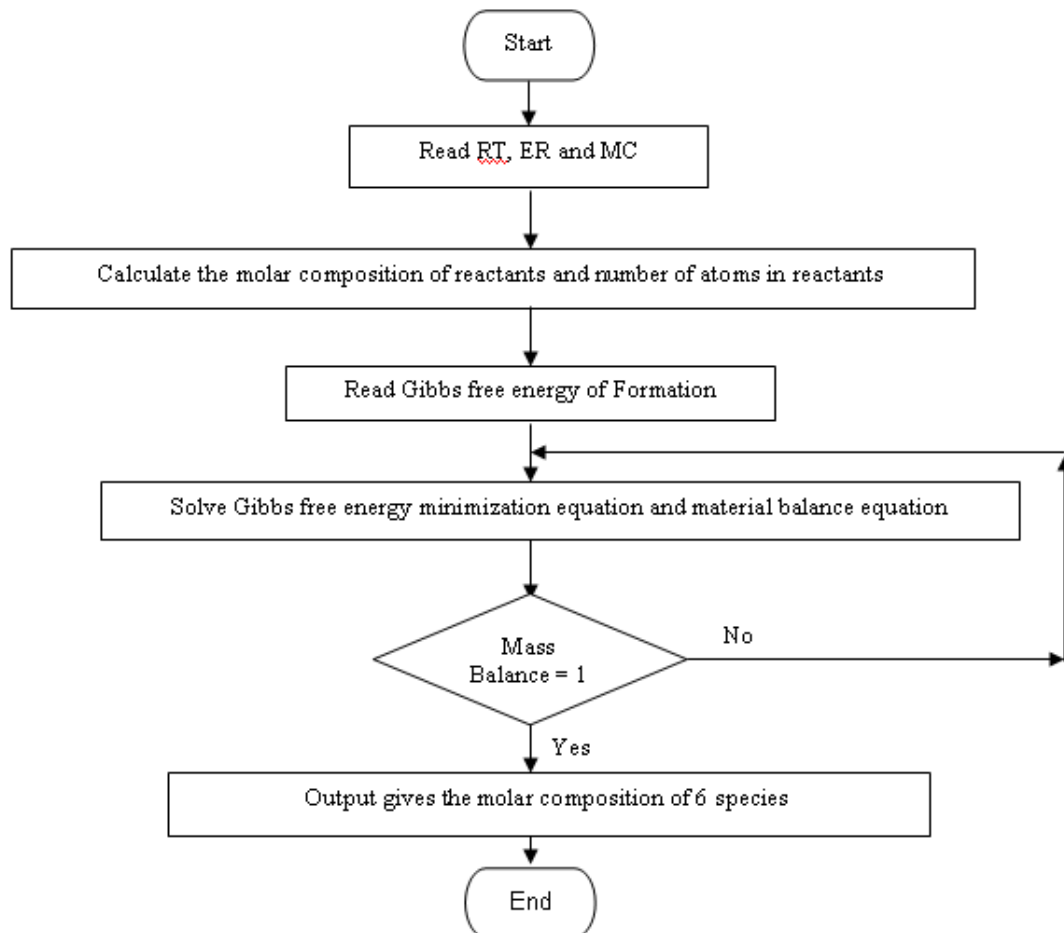 Start
Read RT, ER and MC
Calculate the molar composition of reactants and number of atoms in reactants
Read Gibbs free energy of Formation
Solve Gibbs free energy minimization equation and material balance equation
Mass
Balance = 1
No
Yes
Output gives the molar composition of 6 species
End